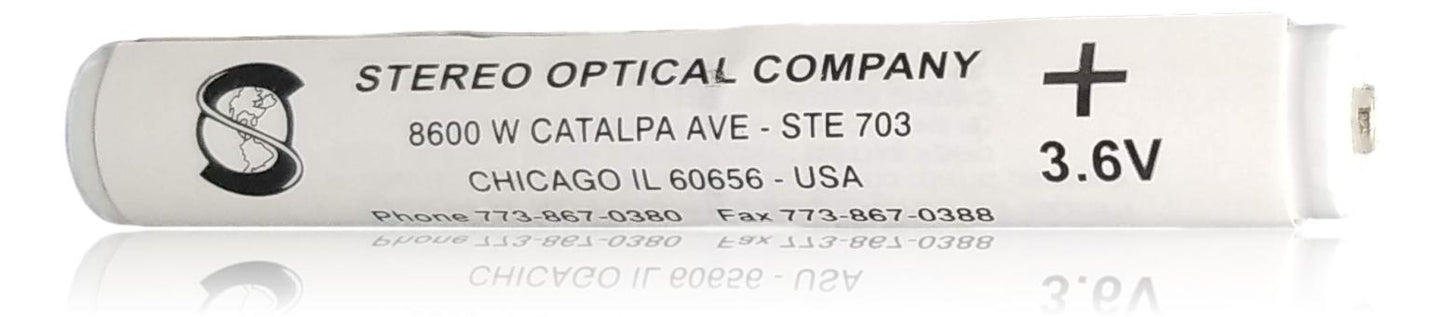 STEREO OPTICAL COMPANY
8600 W CATALPA AVE - STE 703
CHICAGO IL 60656 - USA
Phone 773-867-0380 Fax 773-867-0388
+
3.6V